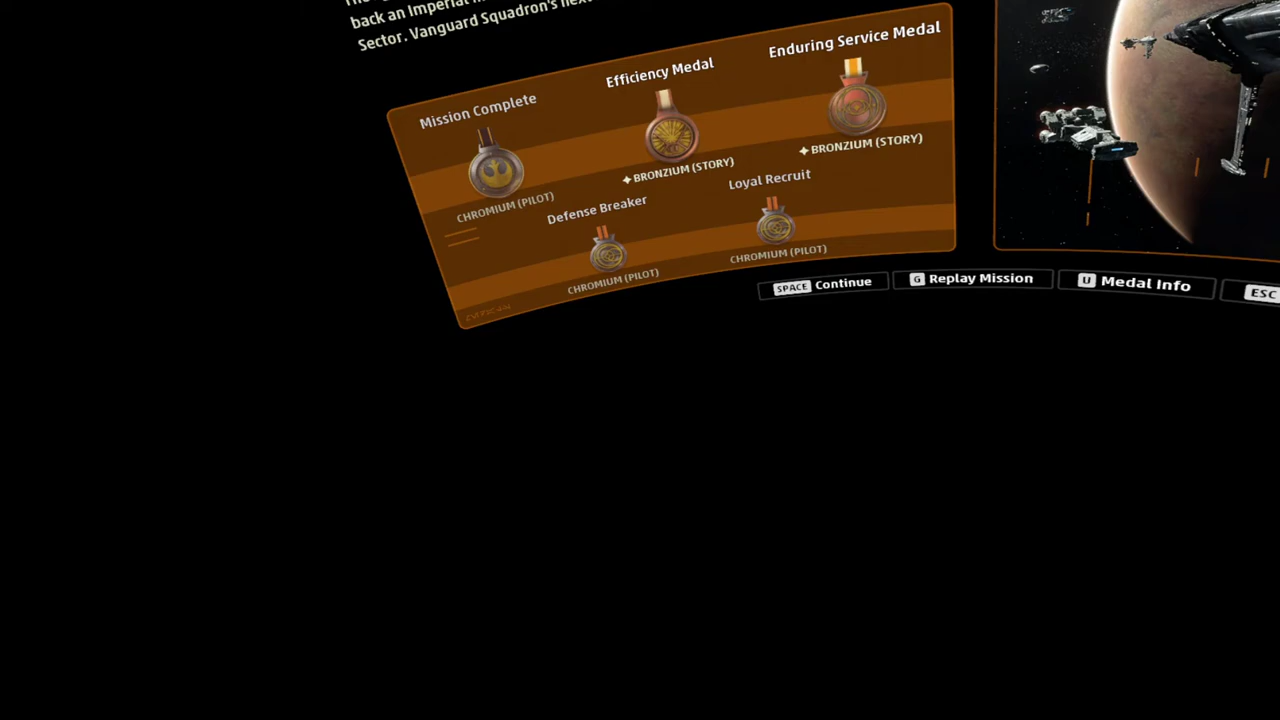 back an Imperial
Sector. Vanguard Squadron's next
Mission Complete
CHROMIUM (PILOT)
Efficiency Medal
BRONZIUM (STORY)
Enduring Service Medal
BRONZIUM (STORY)
Defense Breaker
CHROMIUM (PILOT)
Loyal Recruit
CHROMIUM (PILOT)
SPACE Continue
G Replay Mission
U Medal Info
ESC